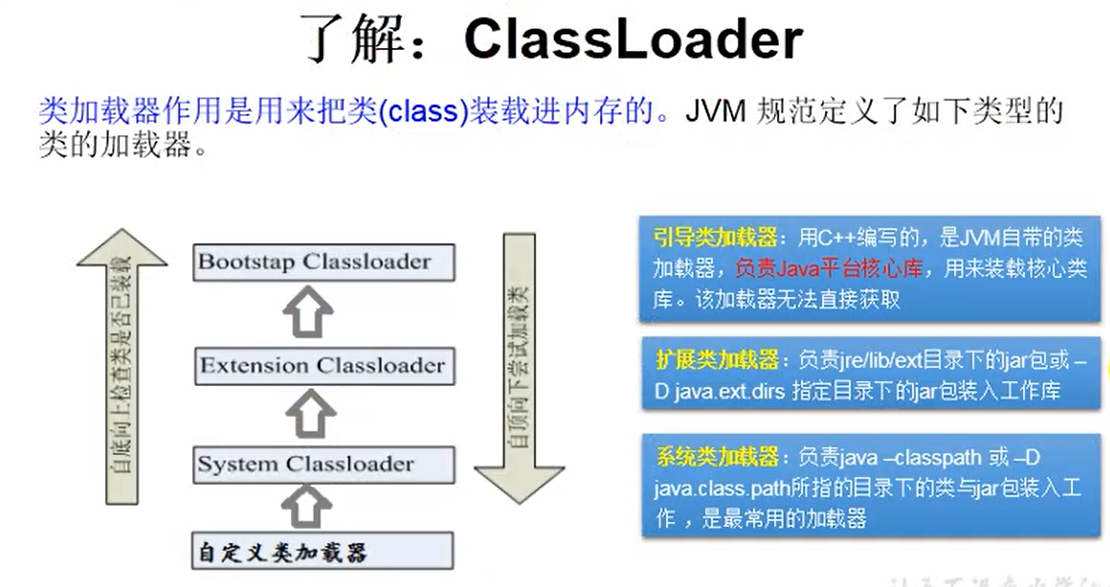 了解：ClassLoader
类加载器作用是用来把类(class)装载进内存的。JVM 规范定义了如下类型的
类的加载器。
自底向上检查类是否已装载
Bootstap Classloader
Extension Classloader
System Classloader
自定义类加载器
自顶向下尝试加载类
引导类加载器：用C++编写的，是JVM自带的类
加载器，负责Java平台核心库，用来装载核心类
库。该加载器无法直接获取
扩展类加载器：负责jre/lib/ext目录下的jar包或 –
D java.ext.dirs 指定目录下的jar包装入工作库
系统类加载器：负责java –classpath 或 –D
java.class.path所指的目录下的类与jar包装入工
作 ，是最常用的加载器